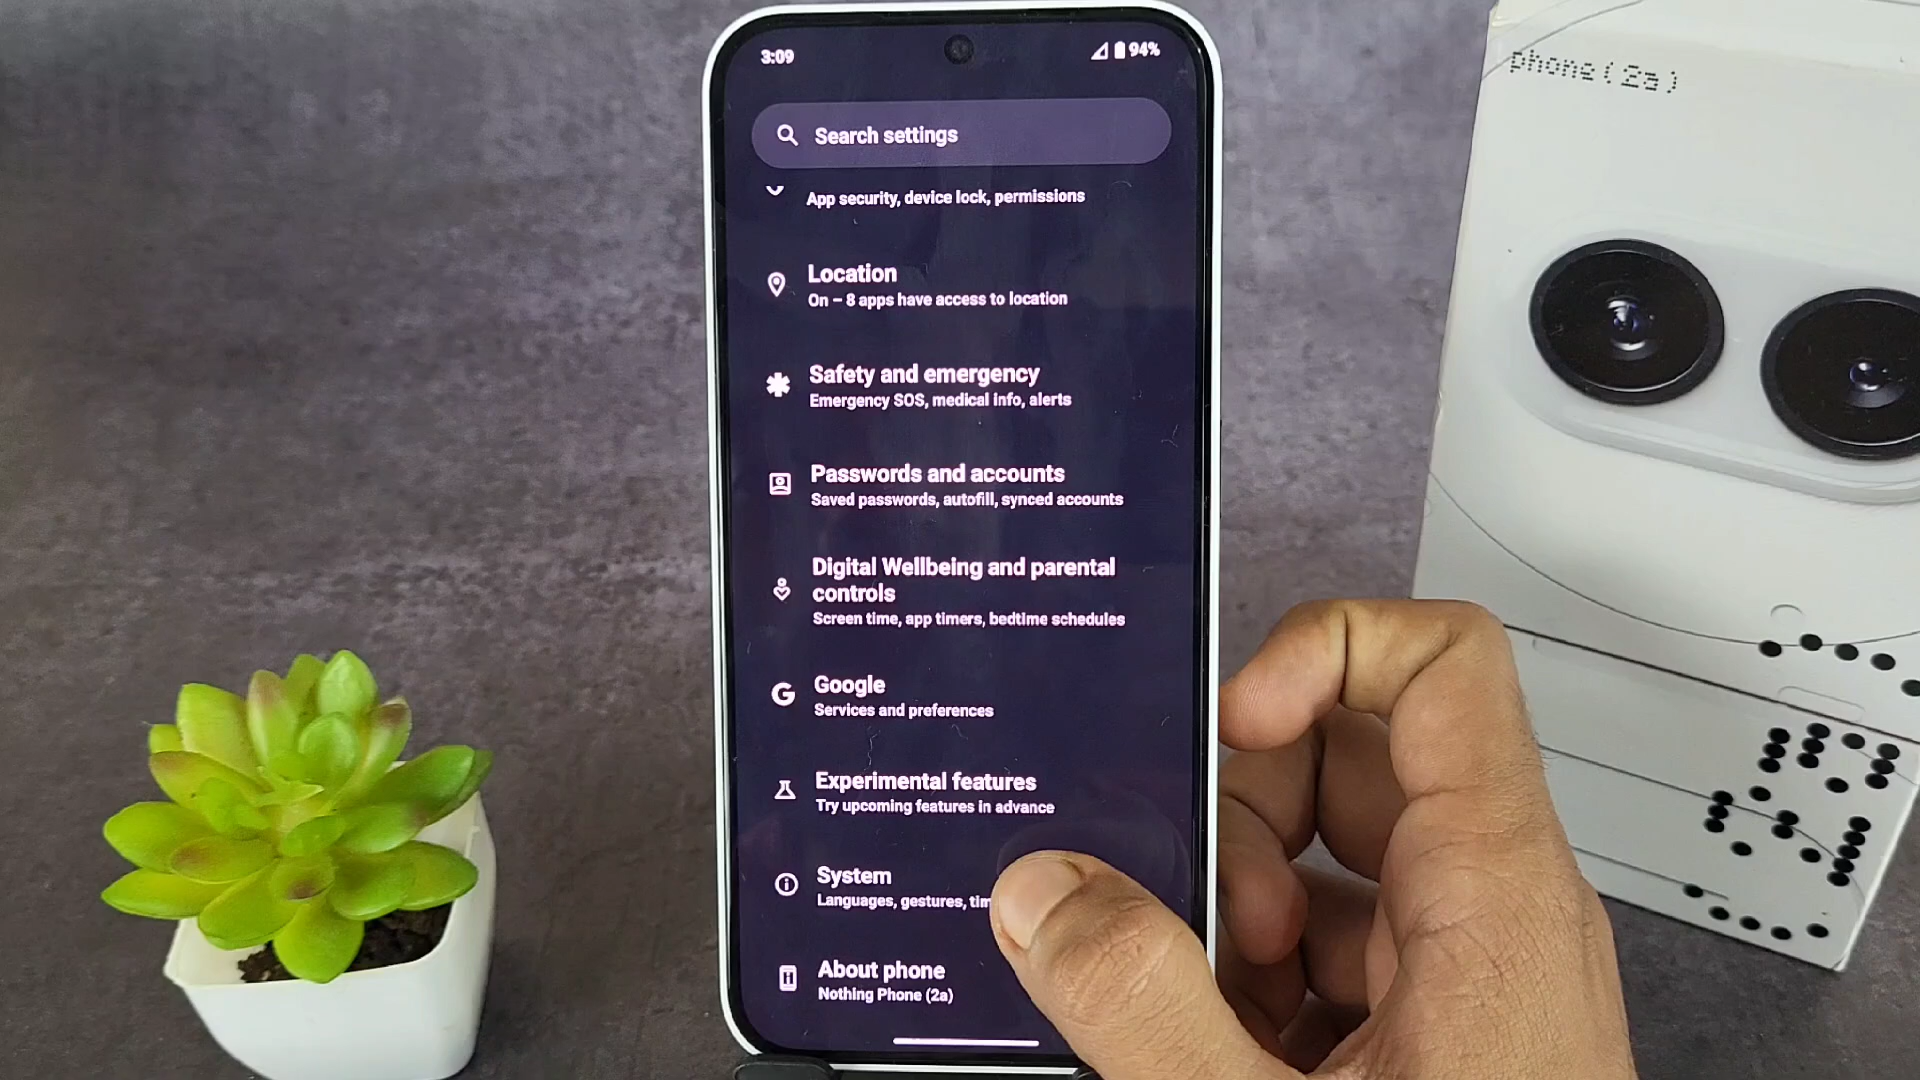 3:09
94%
phone(2a)
Search settings
App security, device lock, permissions
Location
On – 8 apps have access to location
Safety and emergency
Emergency SOS, medical info, alerts
Passwords and accounts
Saved passwords, autofill, synced accounts
Digital Wellbeing and parental
controls
Screen time, app timers, bedtime schedules
Google
Services and preferences
Experimental features
Try upcoming features in advance
System
Languages, gestures,
About phone
Nothing Phone (2a)